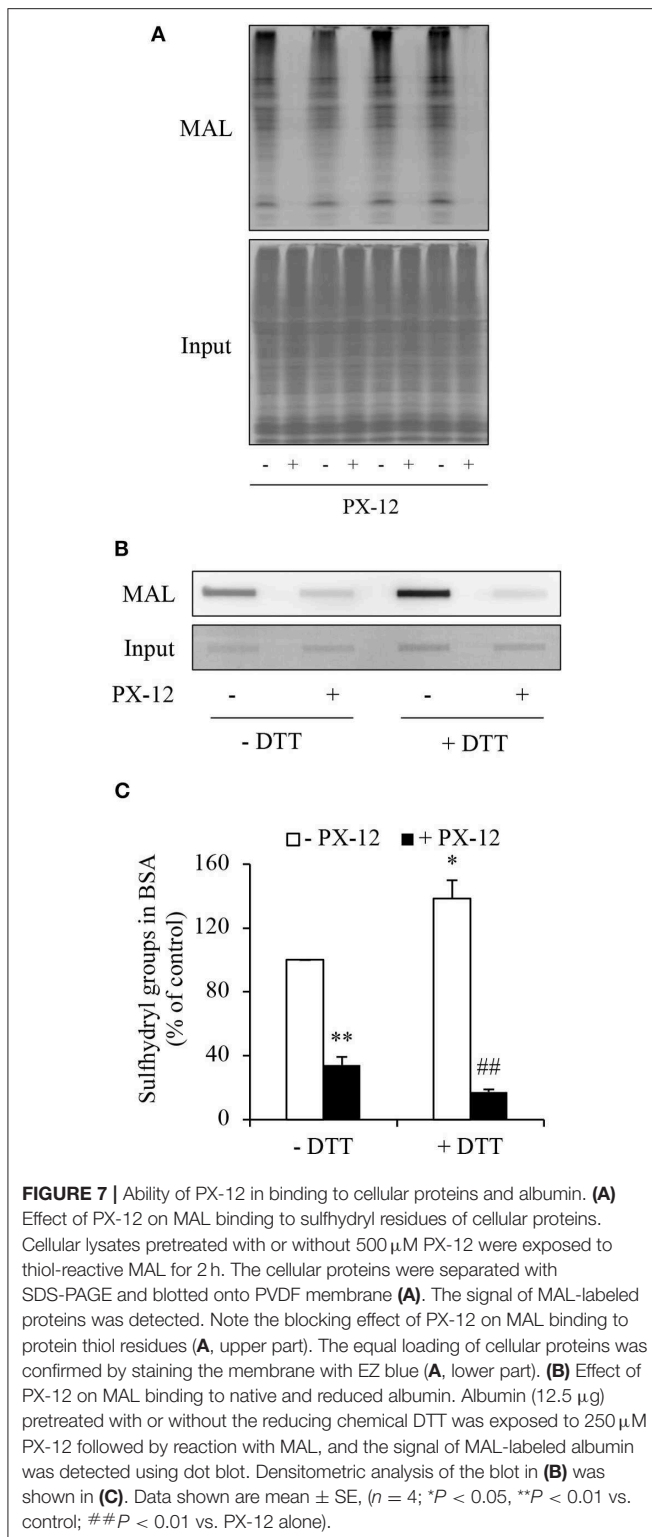 A
MAL
Input
- + - + - + - +
PX-12
B
MAL
Input
PX-12 - + - +
- DTT + DTT
C
- PX-12 + PX-12
Sulfhydryl groups in BSA
(% of control)
160
120
80
40
0
*
**
##
- DTT + DTT
FIGURE 7 | Ability of PX-12 in binding to cellular proteins and albumin. (A)
Effect of PX-12 on MAL binding to sulfhydryl residues of cellular proteins.
Cellular lysates pretreated with or without 500 μM PX-12 were exposed to
thiol-reactive MAL for 2 h. The cellular proteins were separated with
SDS-PAGE and blotted onto PVDF membrane (A). The signal of MAL-labeled
proteins was detected. Note the blocking effect of PX-12 on MAL binding to
protein thiol residues (A, upper part). The equal loading of cellular proteins was
confirmed by staining the membrane with EZ blue (A, lower part). (B) Effect of
PX-12 on MAL binding to native and reduced albumin. Albumin (12.5 μg)
pretreated with or without the reducing chemical DTT was exposed to 250 μM
PX-12 followed by reaction with MAL, and the signal of MAL-labeled albumin
was detected using dot blot. Densitometric analysis of the blot in (B) was
shown in (C). Data shown are mean ± SE, (n = 4; *P < 0.05, **P < 0.01 vs.
control; ##P < 0.01 vs. PX-12 alone).